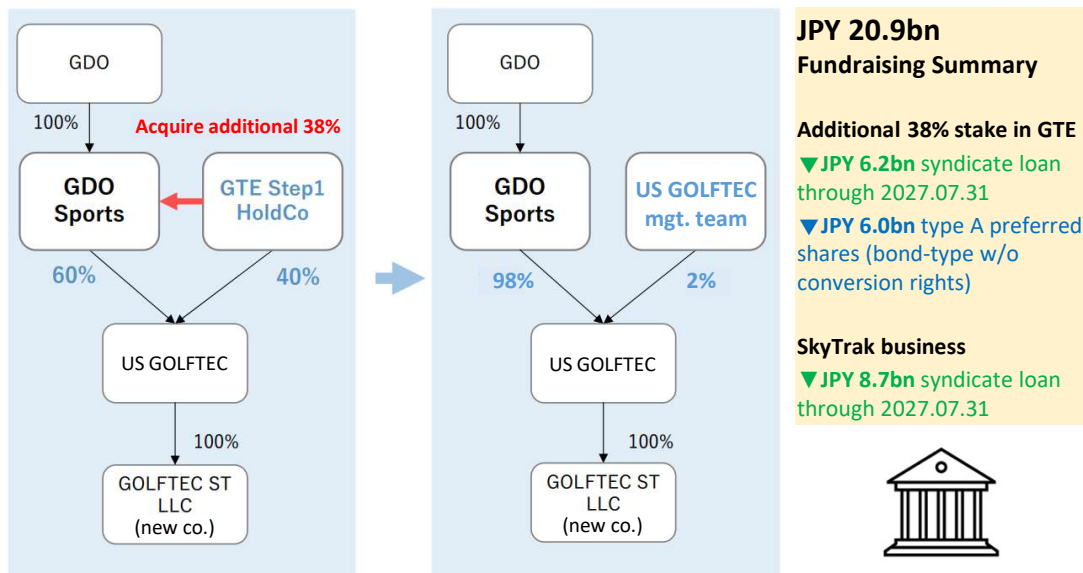 GDO
100%
Acquire additional 38%
GDO
Sports
GTE Step1
HoldCo
60%
40%
US GOLFTEC
100%
GOLFTEC ST
LLC
(new co.)
GDO
100%
GDO
Sports
US GOLFTEC
mgt. team
98%
2%
US GOLFTEC
100%
GOLFTEC ST
LLC
(new co.)
JPY 20.9bn
Fundraising Summary
Additional 38% stake in GTE
▼JPY 6.2bn syndicate loan
through 2027.07.31
▼JPY 6.0bn type A preferred
shares (bond-type w/o
conversion rights)
SkyTrak business
▼JPY 8.7bn syndicate loan
through 2027.07.31